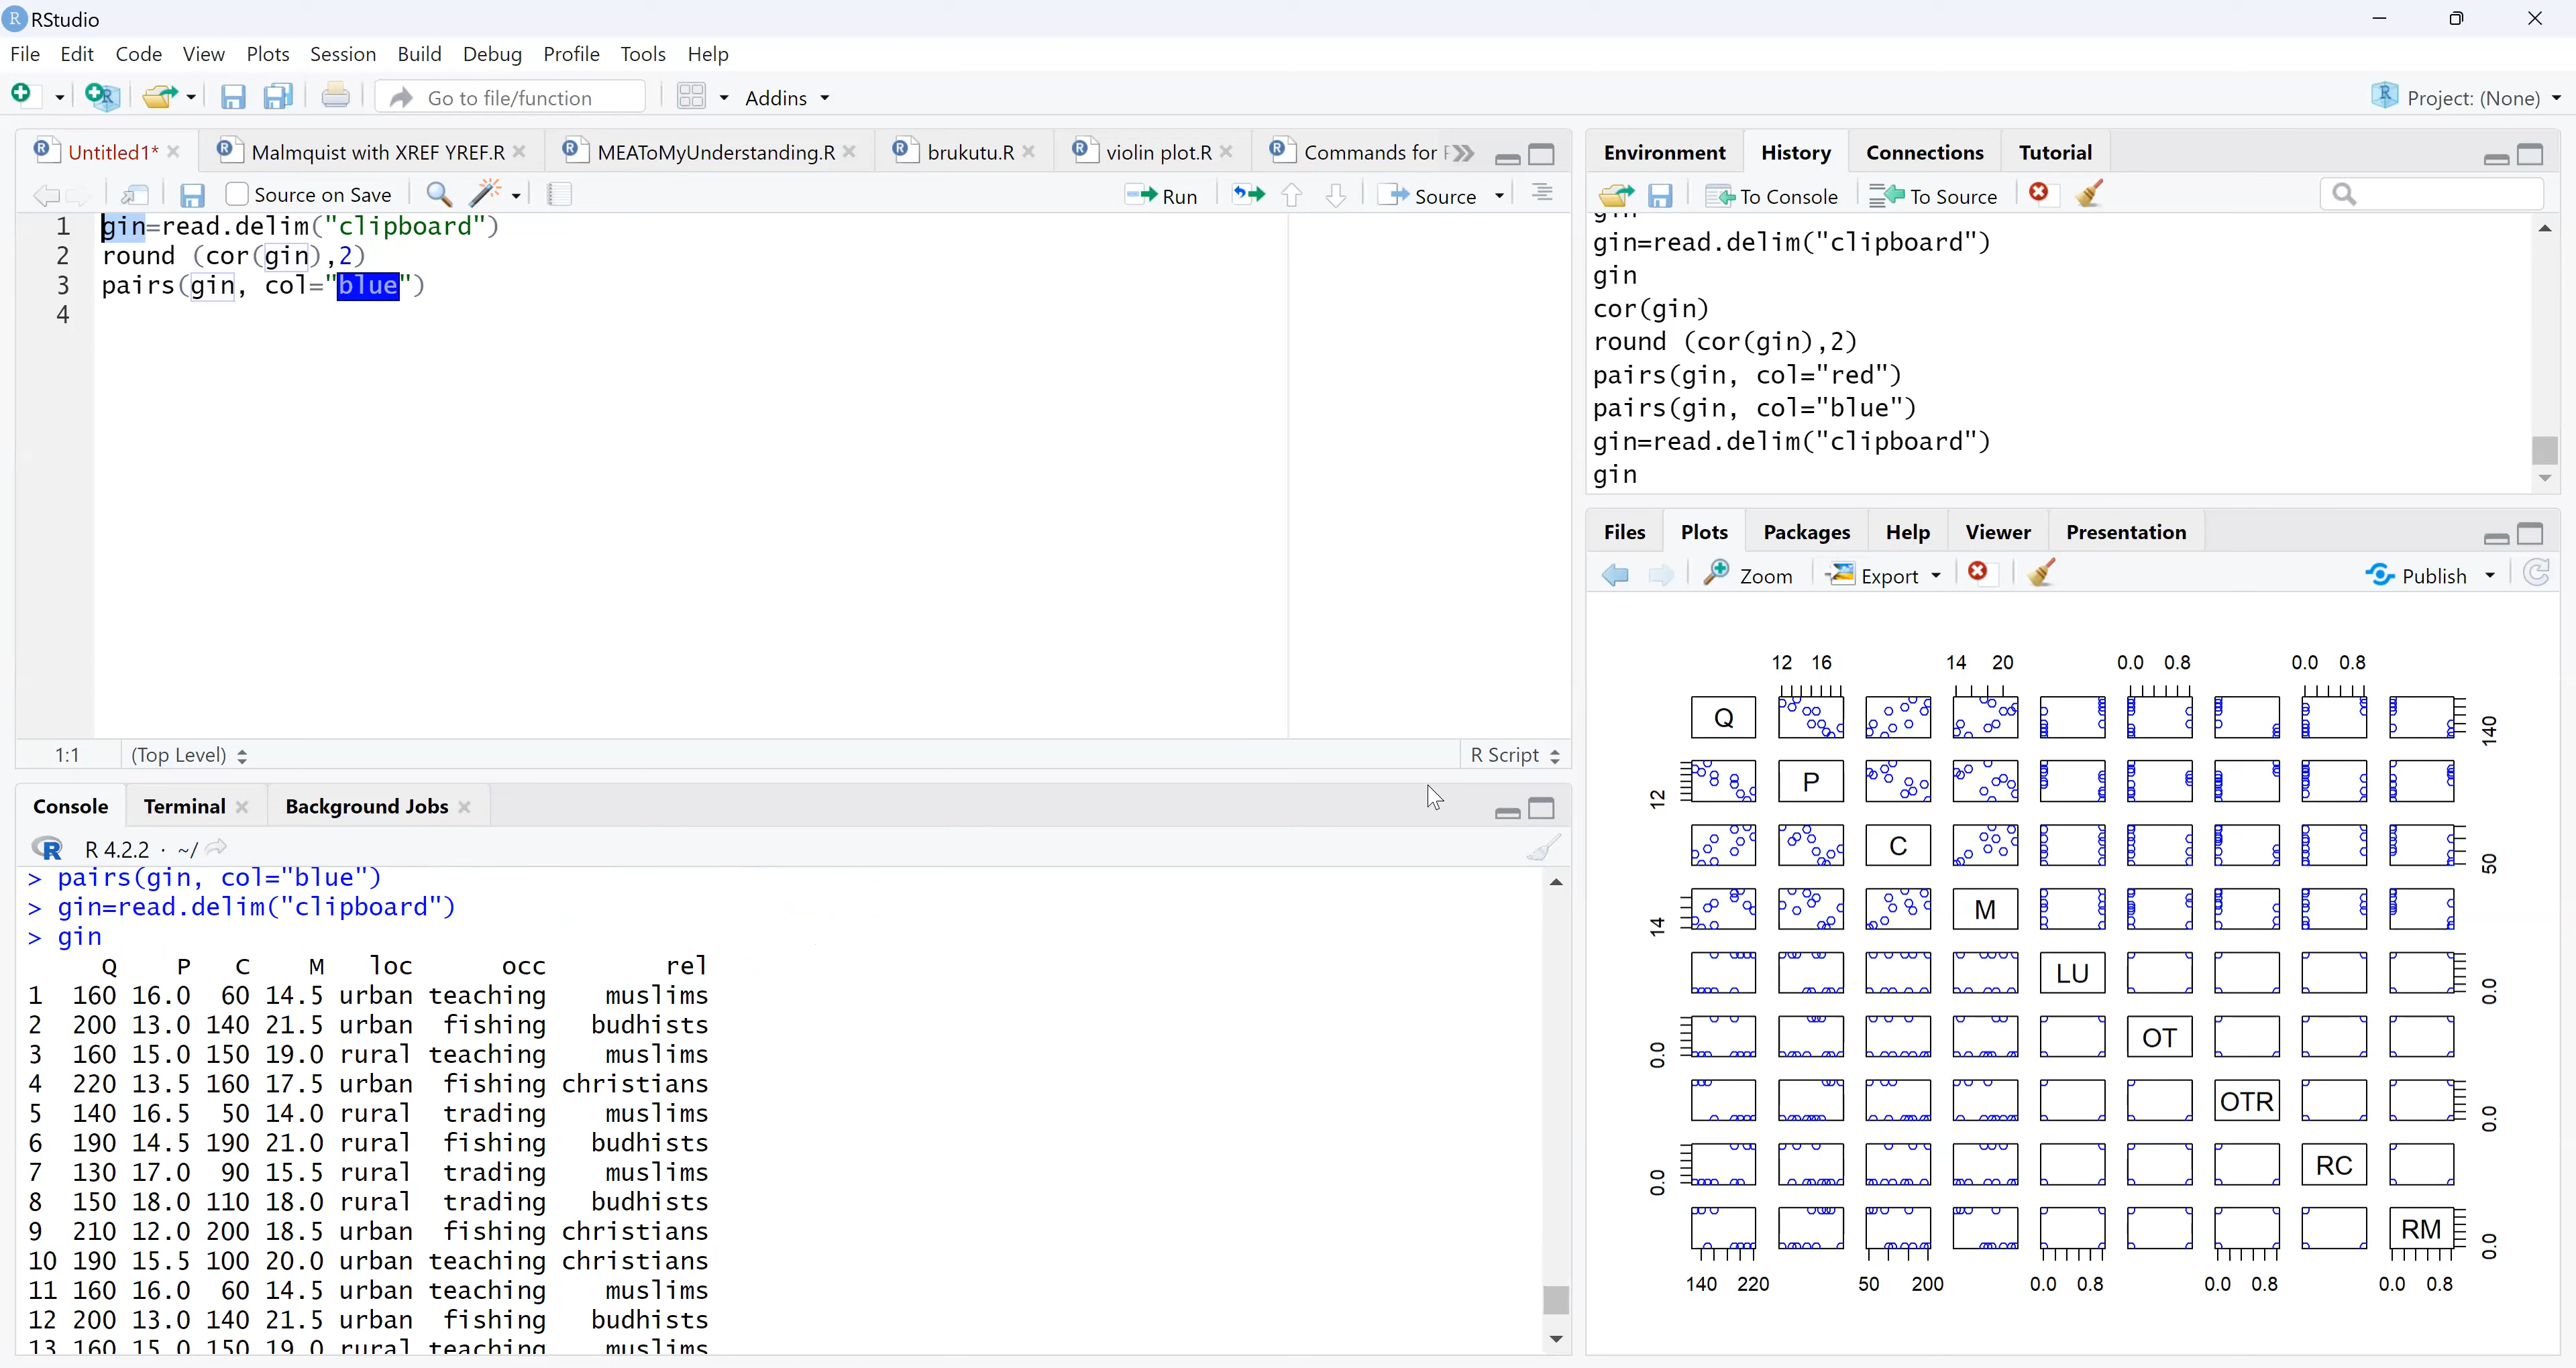 RStudio
File Edit Code View Plots Session Build Debug Profile Tools Help
Go to file/function Addins Project: (None)
Untitled1* Malmquist with XREF YREF.R MEAToMyUnderstanding.R brukutu.R violin plot.R Commands for
Source on Save Run Source
1 gin=read.delim("clipboard")
2 round (cor(gin),2)
3 pairs(gin, col="blue")
4
1:1 (Top Level) R Script
Console Terminal Background Jobs
R 4.2.2 · ~/
> pairs(gin, col="blue")
> gin=read.delim("clipboard")
> gin
Q P C M loc occ rel
1 160 16.0 60 14.5 urban teaching muslims
2 200 13.0 140 21.5 urban fishing budhists
3 160 15.0 150 19.0 rural teaching muslims
4 220 13.5 160 17.5 urban fishing christians
5 140 16.5 50 14.0 rural trading muslims
6 190 14.5 190 21.0 rural fishing budhists
7 130 17.0 90 15.5 rural trading muslims
8 150 18.0 110 18.0 rural trading budhists
9 210 12.0 200 18.5 urban fishing christians
10 190 15.5 100 20.0 urban teaching christians
11 160 16.0 60 14.5 urban teaching muslims
12 200 13.0 140 21.5 urban fishing budhists
13 160 15.0 150 19.0 rural teaching muslims
Environment History Connections Tutorial
To Console To Source
gin
gin=read.delim("clipboard")
gin
cor(gin)
round (cor(gin),2)
pairs(gin, col="red")
pairs(gin, col="blue")
gin=read.delim("clipboard")
gin
Files Plots Packages Help Viewer Presentation
Zoom Export Publish
12 16 14 20 0.0 0.8 0.0 0.8
Q 140
12 P
C 50
14 M
LU 0.0
0.0 OT
OTR 0.0
0.0 RC
RM 0.0
140 220 50 200 0.0 0.8 0.0 0.8 0.0 0.8